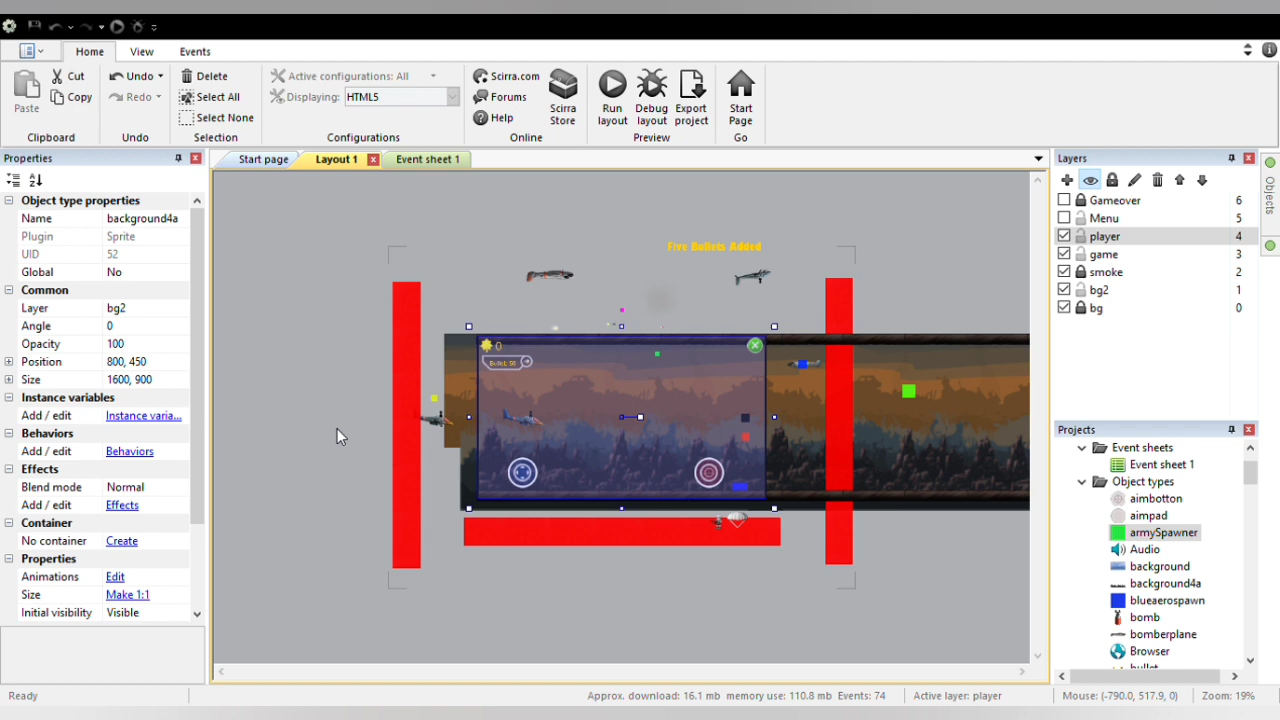 Home
View
Events
Paste
Cut
Copy
Clipboard
Undo
Redo
Undo
Delete
Select All
Select None
Selection
Active configurations: All
Displaying:
HTML5
Configurations
Scirra.com
Forums
Help
Scirra Store
Online
Run layout
Debug layout
Export project
Preview
Start Page
Go
Properties
Start page
Layout 1
Event sheet 1
Object type properties
Name background4a
Plugin Sprite
UID 52
Global No
Common
Layer bg2
Angle 0
Opacity 100
Position 800, 450
Size 1600, 900
Instance variables
Add / edit Instance varia...
Behaviors
Add / edit Behaviors
Effects
Blend mode Normal
Add / edit Effects
Container
No container Create
Properties
Animations Edit
Size Make 1:1
Initial visibility Visible
Five Bullets Added
0
Layers
Gameover 6
Menu 5
player 4
game 3
smoke 2
bg2 1
bg 0
Objects
Projects
Event sheets
Event sheet 1
Object types
aimbotton
aimpad
armySpawner
Audio
background
background4a
blueaerospawn
bomb
bomberplane
Browser
bullet
Ready
Approx. download: 16.1 mb memory use: 110.8 mb Events: 74
Active layer: player
Mouse: (-790.0, 517.9, 0)
Zoom: 19%